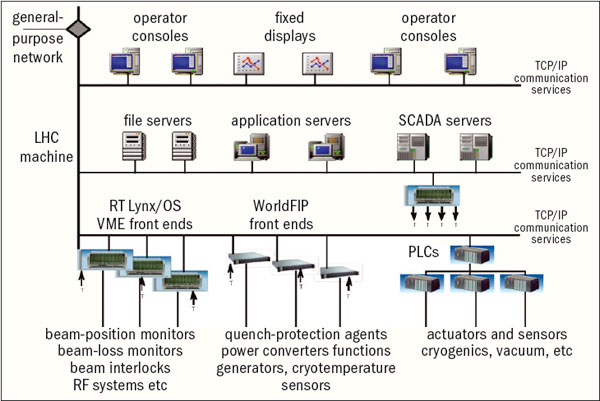 general-
purpose
network
operator
consoles
fixed
displays
operator
consoles
TCP/IP
communication
services
LHC
machine
file servers
application servers
SCADA servers
TCP/IP
communication
services
RT Lynx/OS
VME front ends
WorldFIP
front ends
TCP/IP
communication
services
PLCs
T
T
T
T
T
T
T
T
T
T
beam-position monitors
beam-loss monitors
beam interlocks
RF systems etc
quench-protection agents
power converters functions
generators, cryotemperature
sensors
actuators and sensors
cryogenics, vacuum, etc